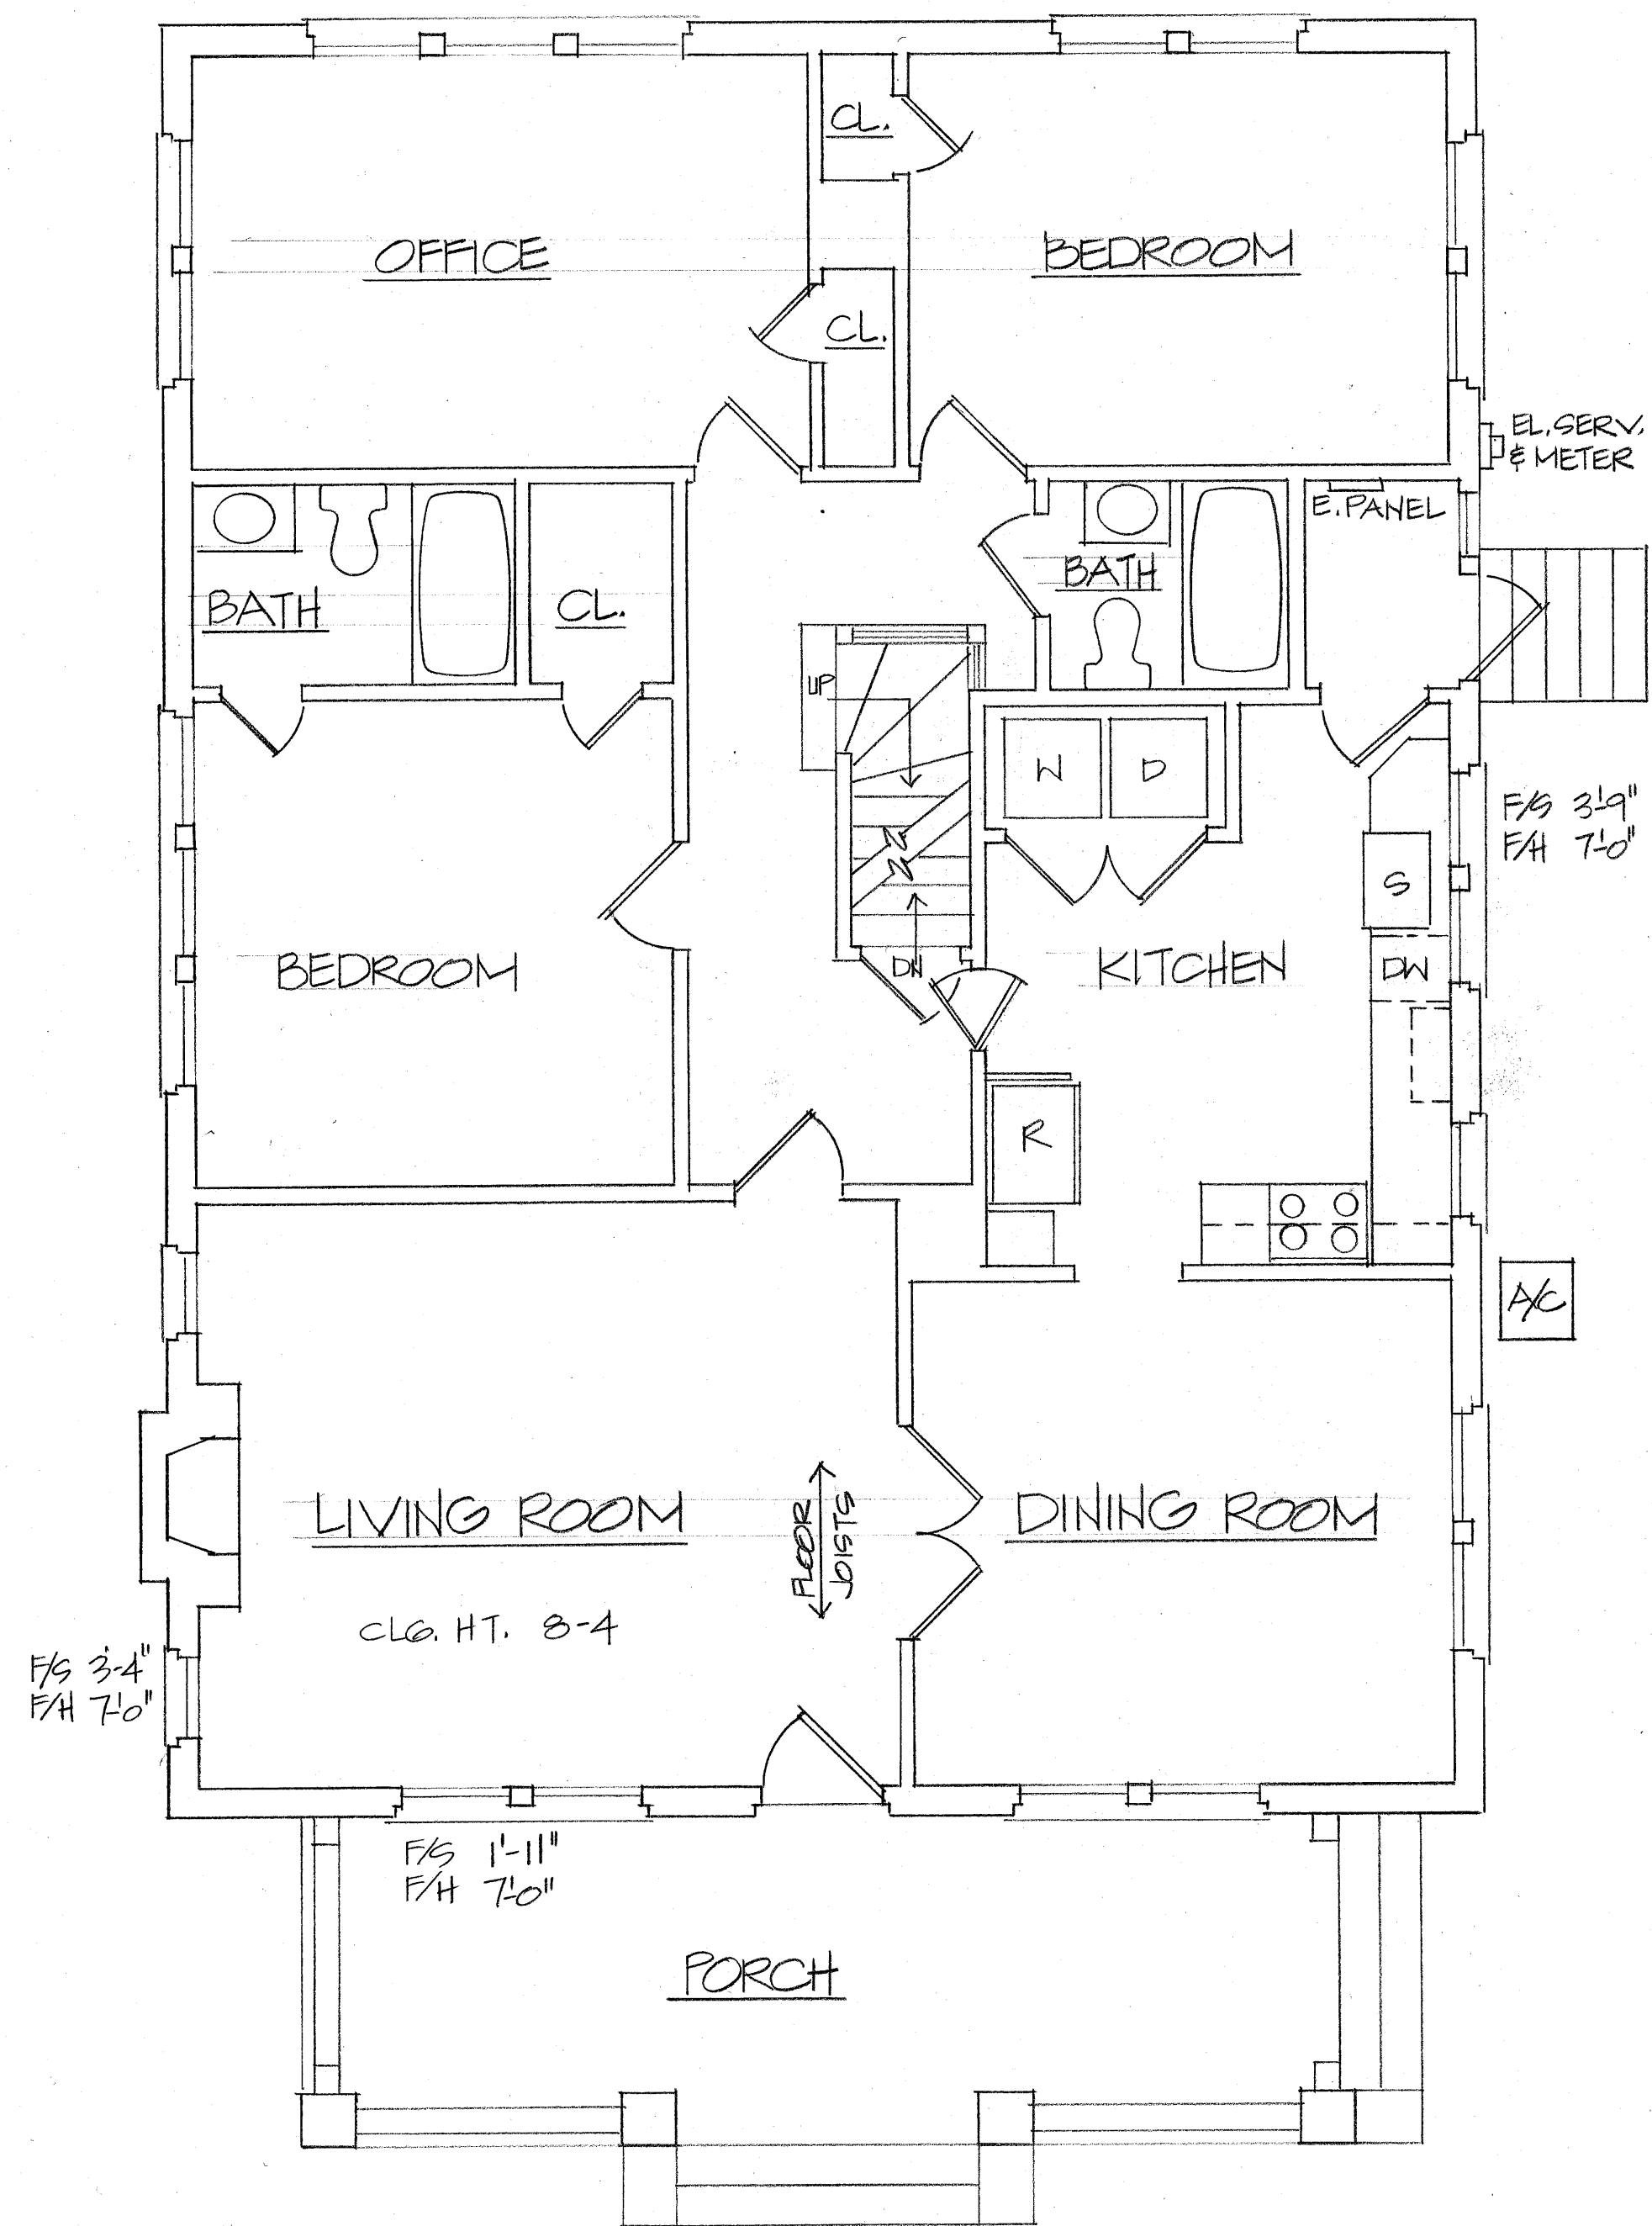 CL.
OFFICE
BEDROOM
CL.
EL. SERV.
& METER
E. PANEL
BATH
CL.
BATH
UP
W
D
F/S 3'-9"
F/H 7'-0"
S
BEDROOM
DN
KITCHEN
DW
R
A/C
LIVING ROOM
FLOOR
JOISTS
DINING ROOM
CLG. HT. 8-4
F/S 3'-4"
F/H 7'-0"
F/S 1'-11"
F/H 7'-0"
PORCH